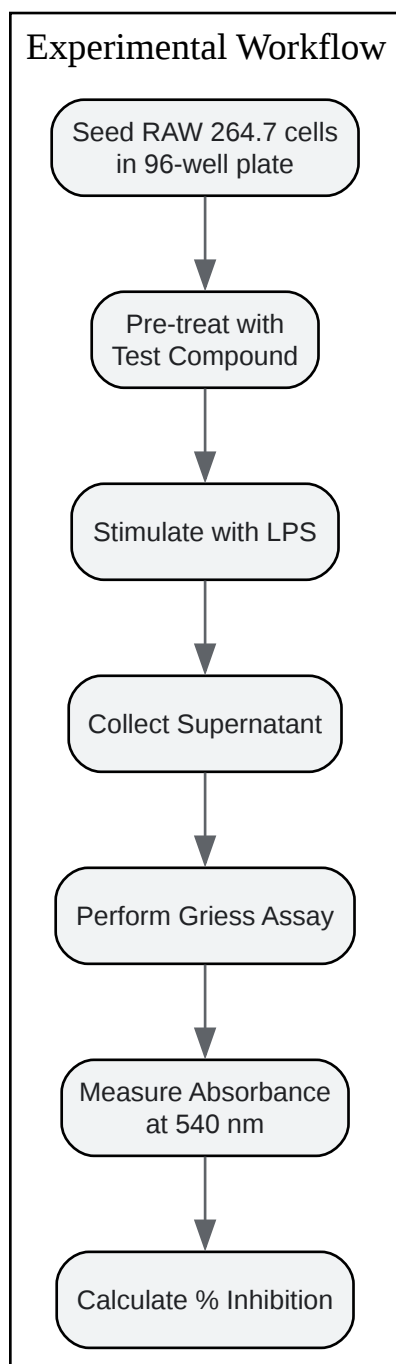 Experimental Workflow
Seed RAW 264.7 cells
in 96-well plate
Pre-treat with
Test Compound
Stimulate with LPS
Collect Supernatant
Perform Griess Assay
Measure Absorbance
at 540 nm
Calculate % Inhibition